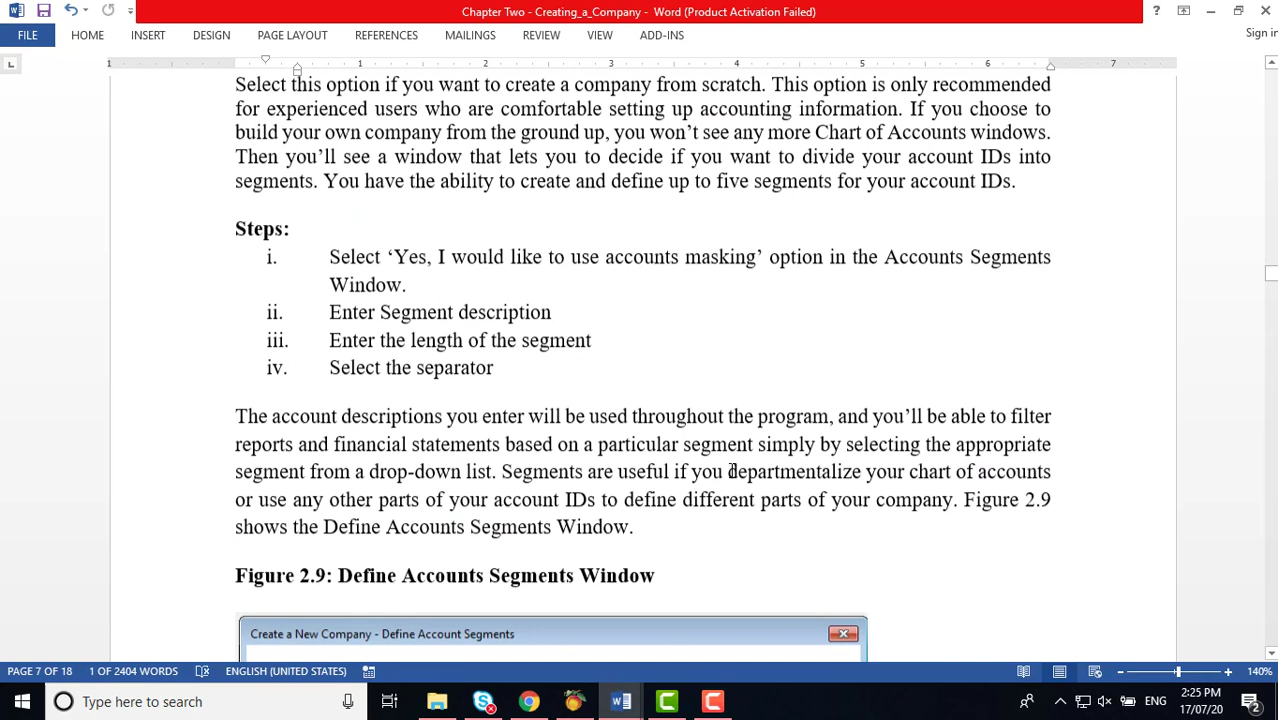 Chapter Two - Creating_a_Company - Word (Product Activation Failed)
?
FILE HOME INSERT DESIGN PAGE LAYOUT REFERENCES MAILINGS REVIEW VIEW ADD-INS Sign in
1 1 2 3 4 5 6 7
Select this option if you want to create a company from scratch. This option is only recommended
for experienced users who are comfortable setting up accounting information. If you choose to
build your own company from the ground up, you won’t see any more Chart of Accounts windows.
Then you’ll see a window that lets you to decide if you want to divide your account IDs into
segments. You have the ability to create and define up to five segments for your account IDs.
Steps:
i. Select ‘Yes, I would like to use accounts masking’ option in the Accounts Segments
Window.
ii. Enter Segment description
iii. Enter the length of the segment
iv. Select the separator
The account descriptions you enter will be used throughout the program, and you’ll be able to filter
reports and financial statements based on a particular segment simply by selecting the appropriate
segment from a drop-down list. Segments are useful if you departmentalize your chart of accounts
or use any other parts of your account IDs to define different parts of your company. Figure 2.9
shows the Define Accounts Segments Window.
Figure 2.9: Define Accounts Segments Window
Create a New Company - Define Account Segments
PAGE 7 OF 18 1 OF 2404 WORDS ENGLISH (UNITED STATES) 140%
Type here to search ENG 2:25 PM
17/07/20 2